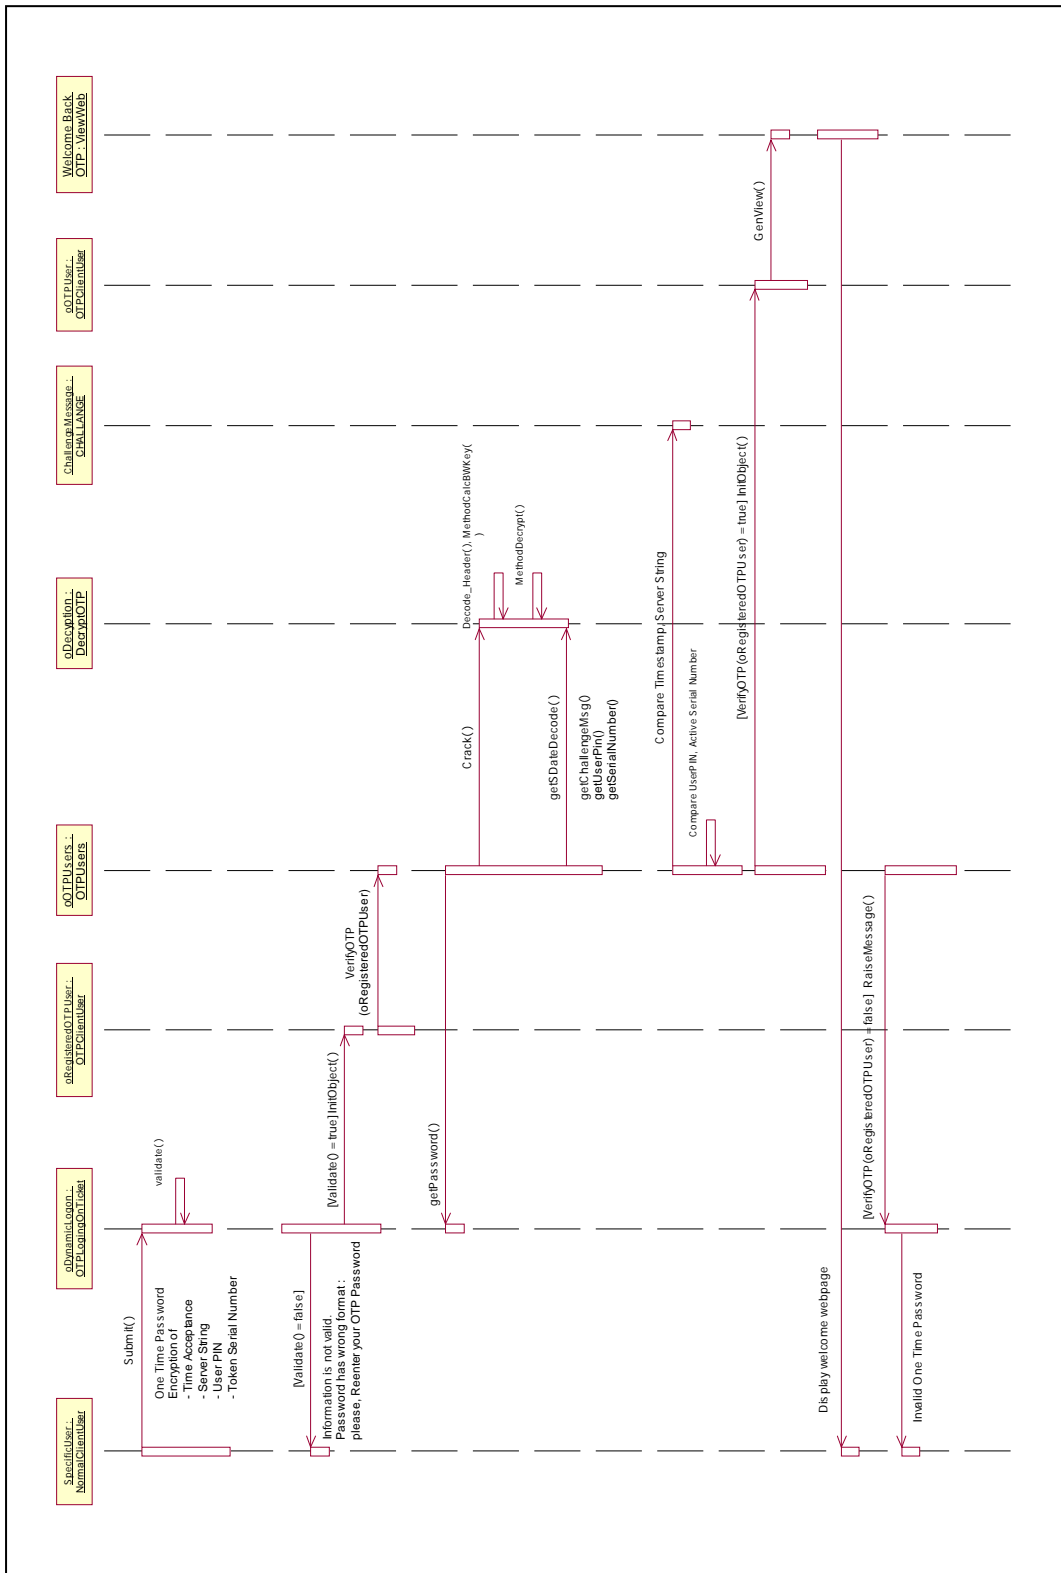 SpecificUser :
NormalClientUser
oDynamicLogon :
OTPLogingOnTicket
oRegisteredOTPUser :
OTPClientUser
oOTPUsers :
OTPUsers
oDecyption :
DecryptOTP
ChallengeMessage :
CHALLANGE
oOTPUser :
OTPClientUser
Welcome Back
OTP : ViewWeb
Submit()
validate()
One Time Password
Encryption of
- Time Acceptance
- Server String
- User PIN
- Token Serial Number
[Validate() = false]
Information is not valid.
Password has wrong format :
please, Reenter your OTP Password
[Validate() = true] InitObject()
VerifyOTP
(oRegisteredOTPUser)
getPassword()
Crack()
Decode_Header(), MethodCalcBWKey(
)
MethodDecrypt()
getSDateDecode()
getChallengeMsg()
getUserPin()
getSerialNumber()
Compare Timestamp, Server String
Compare UserPIN, Active Serial Number
[VerifyOTP(oRegisteredOTPUser) = true] InitObject()
GenView()
Display welcome webpage
[VerifyOTP(oRegisteredOTPUser) = false] RaiseMessage()
Invalid One Time Password